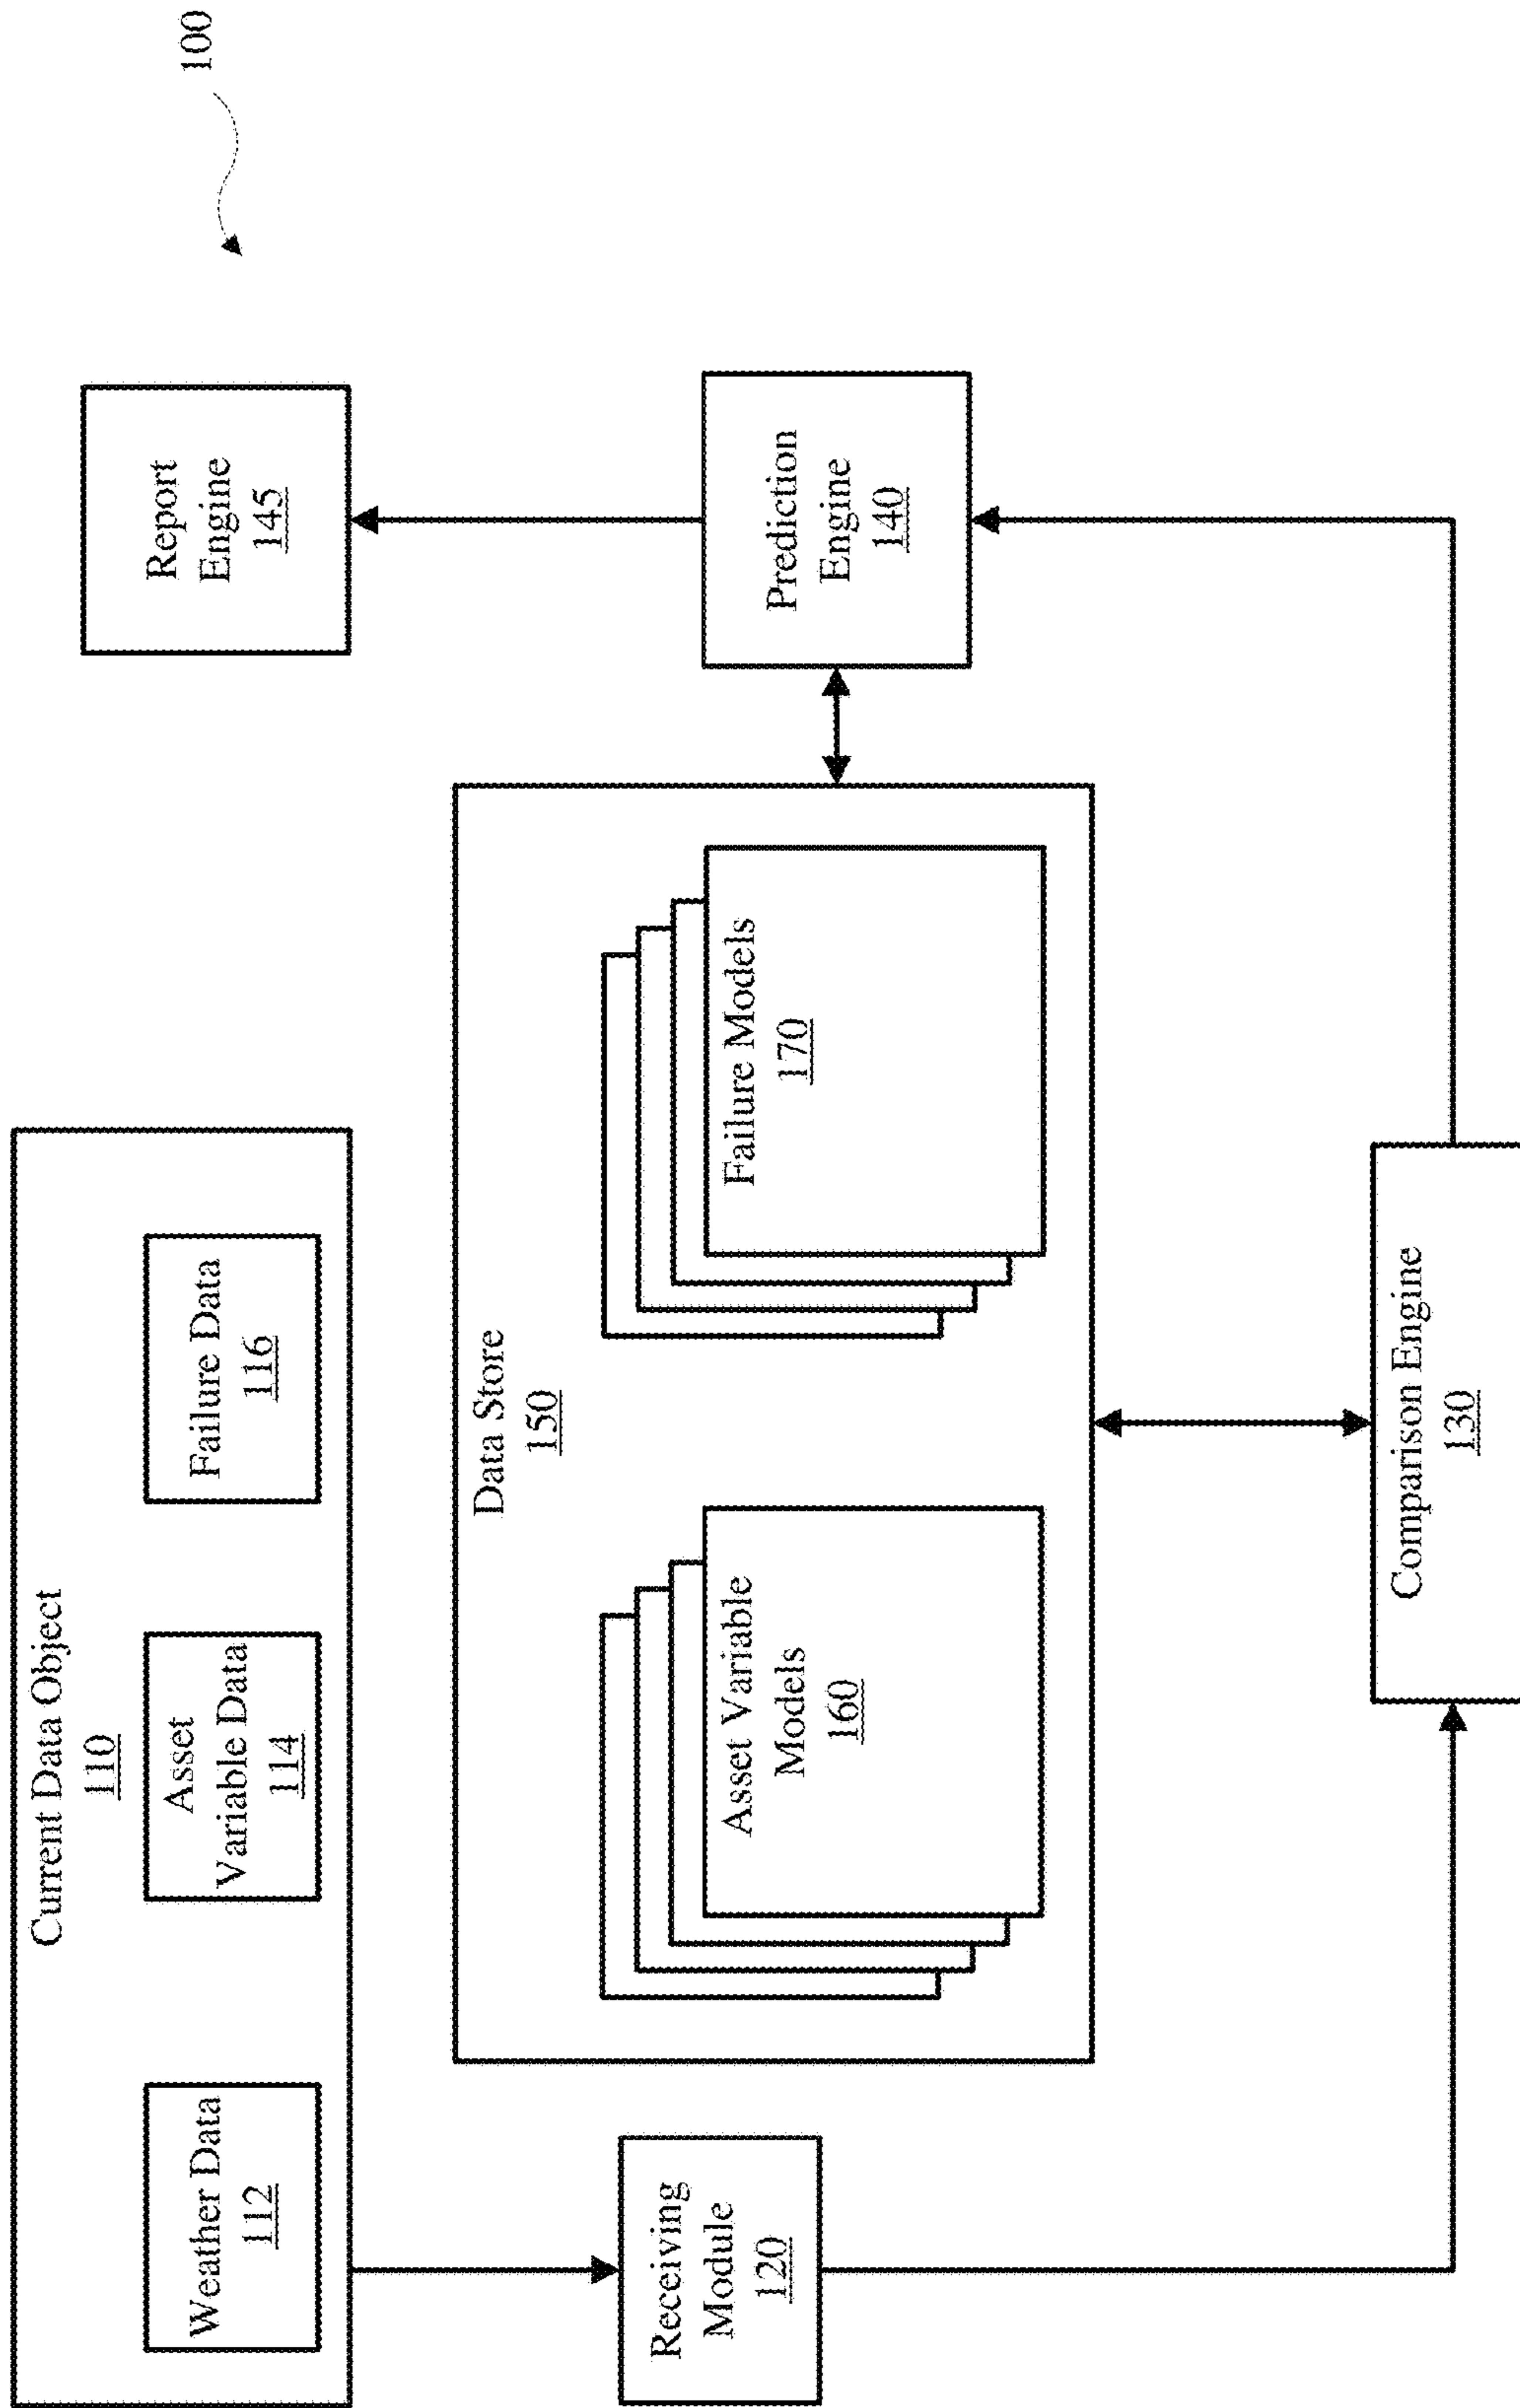 100
Current Data Object
110
Weather Data
112
Asset
Variable Data
114
Failure Data
116
Report
Engine
145
Receiving
Module
120
Data Store
150
Asset Variable
Models
160
Failure Models
170
Prediction
Engine
140
Comparison Engine
130